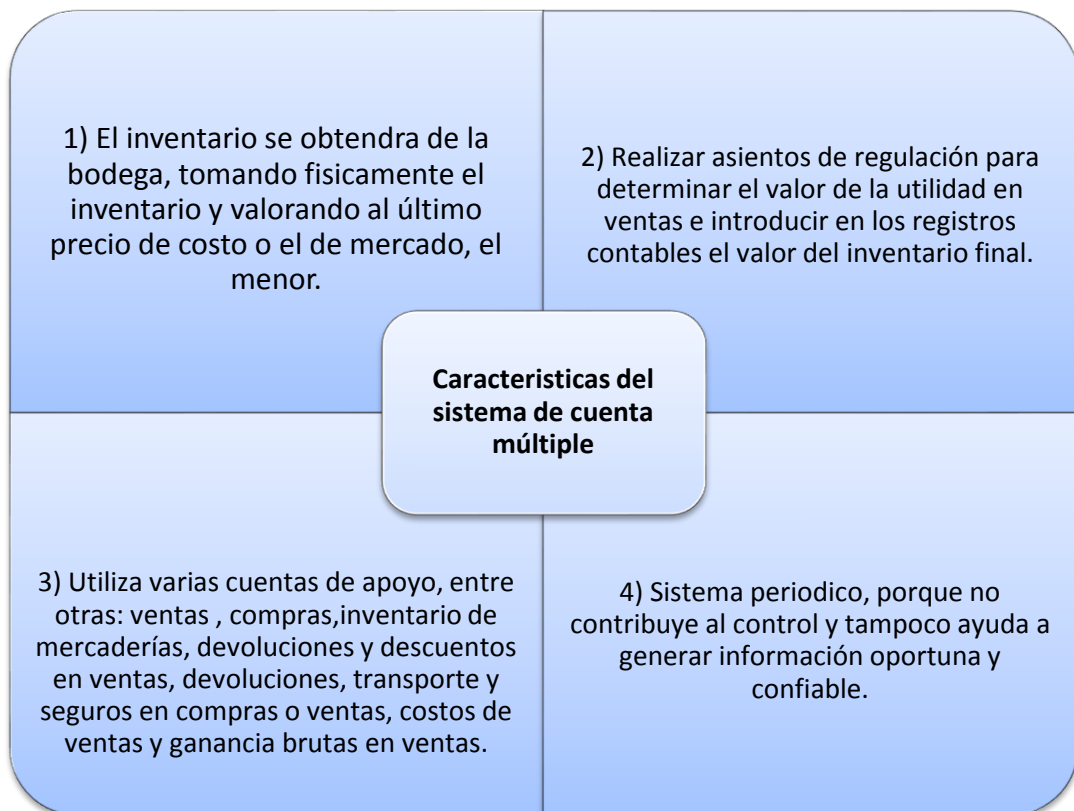 1) El inventario se obtendra de la
bodega, tomando fisicamente el
inventario y valorando al último
precio de costo o el de mercado, el
menor.
2) Realizar asientos de regulación para
determinar el valor de la utilidad en
ventas e introducir en los registros
contables el valor del inventario final.
Caracteristicas del
sistema de cuenta
múltiple
3) Utiliza varias cuentas de apoyo, entre
otras: ventas , compras,inventario de
mercaderías, devoluciones y descuentos
en ventas, devoluciones, transporte y
seguros en compras o ventas, costos de
ventas y ganancia brutas en ventas.
4) Sistema periodico, porque no
contribuye al control y tampoco ayuda a
generar información oportuna y
confiable.